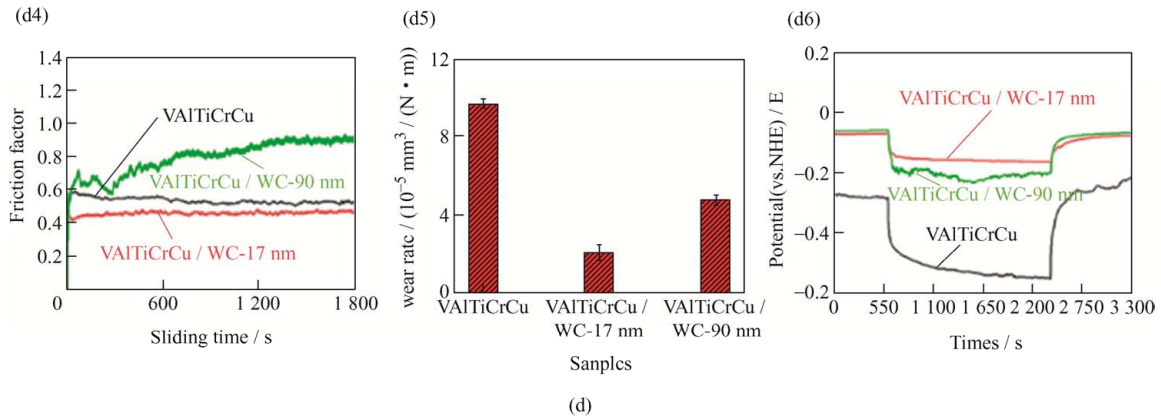 (d4)
1.4
1.2
1.0
0.8
0.6
0.4
0.2
0
600
1 200
1 800
Friction factor
VAlTiCrCu
VAlTiCrCu / WC-90 nm
VAlTiCrCu / WC-17 nm
Sliding time / s
(d5)
12
8
4
0
wear ratc / (10⁻⁵ mm³ / (N • m))
VAlTiCrCu
VAlTiCrCu /
WC-17 nm
VAlTiCrCu /
WC-90 nm
Sanplcs
(d6)
0.2
0
−0.2
−0.4
−0.6
−0.2
0
550
1 100
1 650
2 200
2 750
3 300
Potential(vs.NHE) / E
VAlTiCrCu / WC-17 nm
VAlTiCrCu / WC-90 nm
VAlTiCrCu
Times / s
(d)